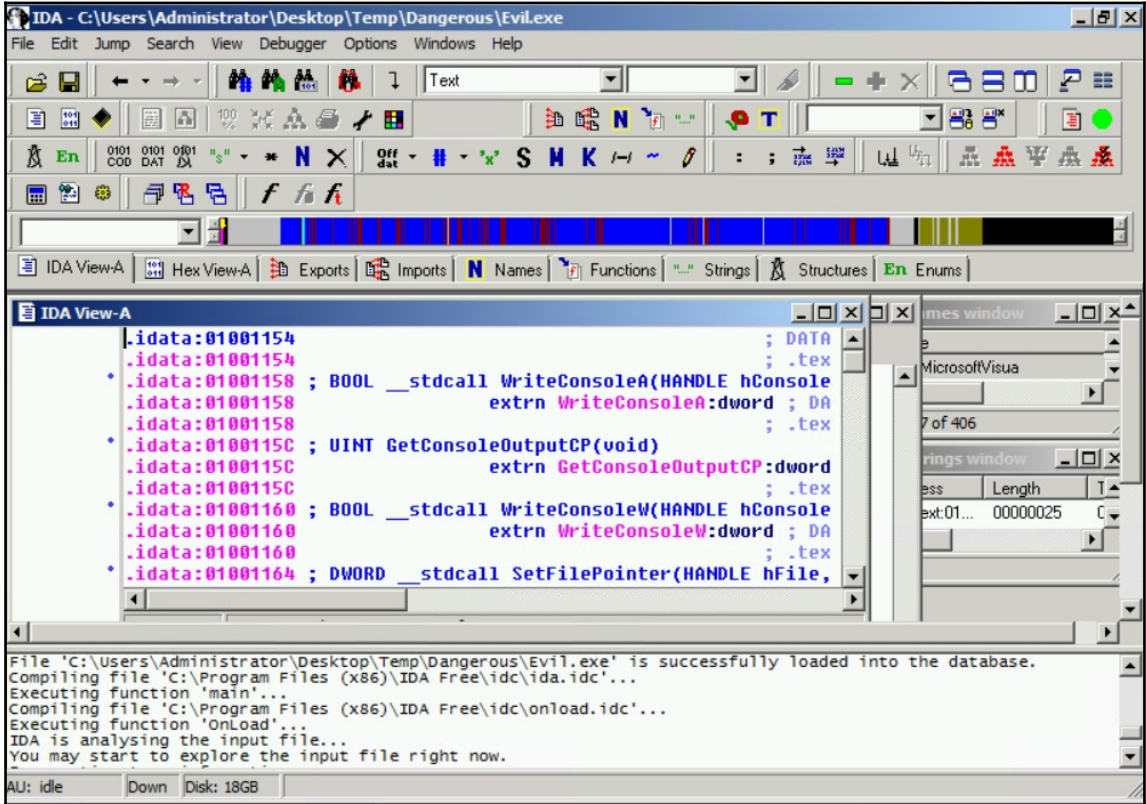 IDA - C:\Users\Administrator\Desktop\Temp\Dangerous\Evil.exe
File Edit Jump Search View Debugger Options Windows Help
Text
En
N T
Off
S M K
IDA View-A Hex View-A Exports Imports N Names Functions "..." Strings Structures En Enums
IDA View-A
mes window
.idata:01001154 ; DATA
.idata:01001154 ; .tex
.idata:01001158 ; BOOL __stdcall WriteConsoleA(HANDLE hConsole
.idata:01001158 extrn WriteConsoleA:dword ; DA
.idata:01001158 ; .tex
.idata:0100115C ; UINT GetConsoleOutputCP(void)
.idata:0100115C extrn GetConsoleOutputCP:dword
.idata:0100115C ; .tex
.idata:01001160 ; BOOL __stdcall WriteConsoleW(HANDLE hConsole
.idata:01001160 extrn WriteConsoleW:dword ; DA
.idata:01001160 ; .tex
.idata:01001164 ; DWORD __stdcall SetFilePointer(HANDLE hFile,
MicrosoftVisua
7 of 406
rings window
ess Length T
ext:01... 00000025 C
File 'C:\Users\Administrator\Desktop\Temp\Dangerous\Evil.exe' is successfully loaded into the database.
Compiling file 'C:\Program Files (x86)\IDA Free\idc\ida.idc'...
Executing function 'main'...
Compiling file 'C:\Program Files (x86)\IDA Free\idc\onload.idc'...
Executing function 'OnLoad'...
IDA is analysing the input file...
You may start to explore the input file right now.
AU: idle Down Disk: 18GB